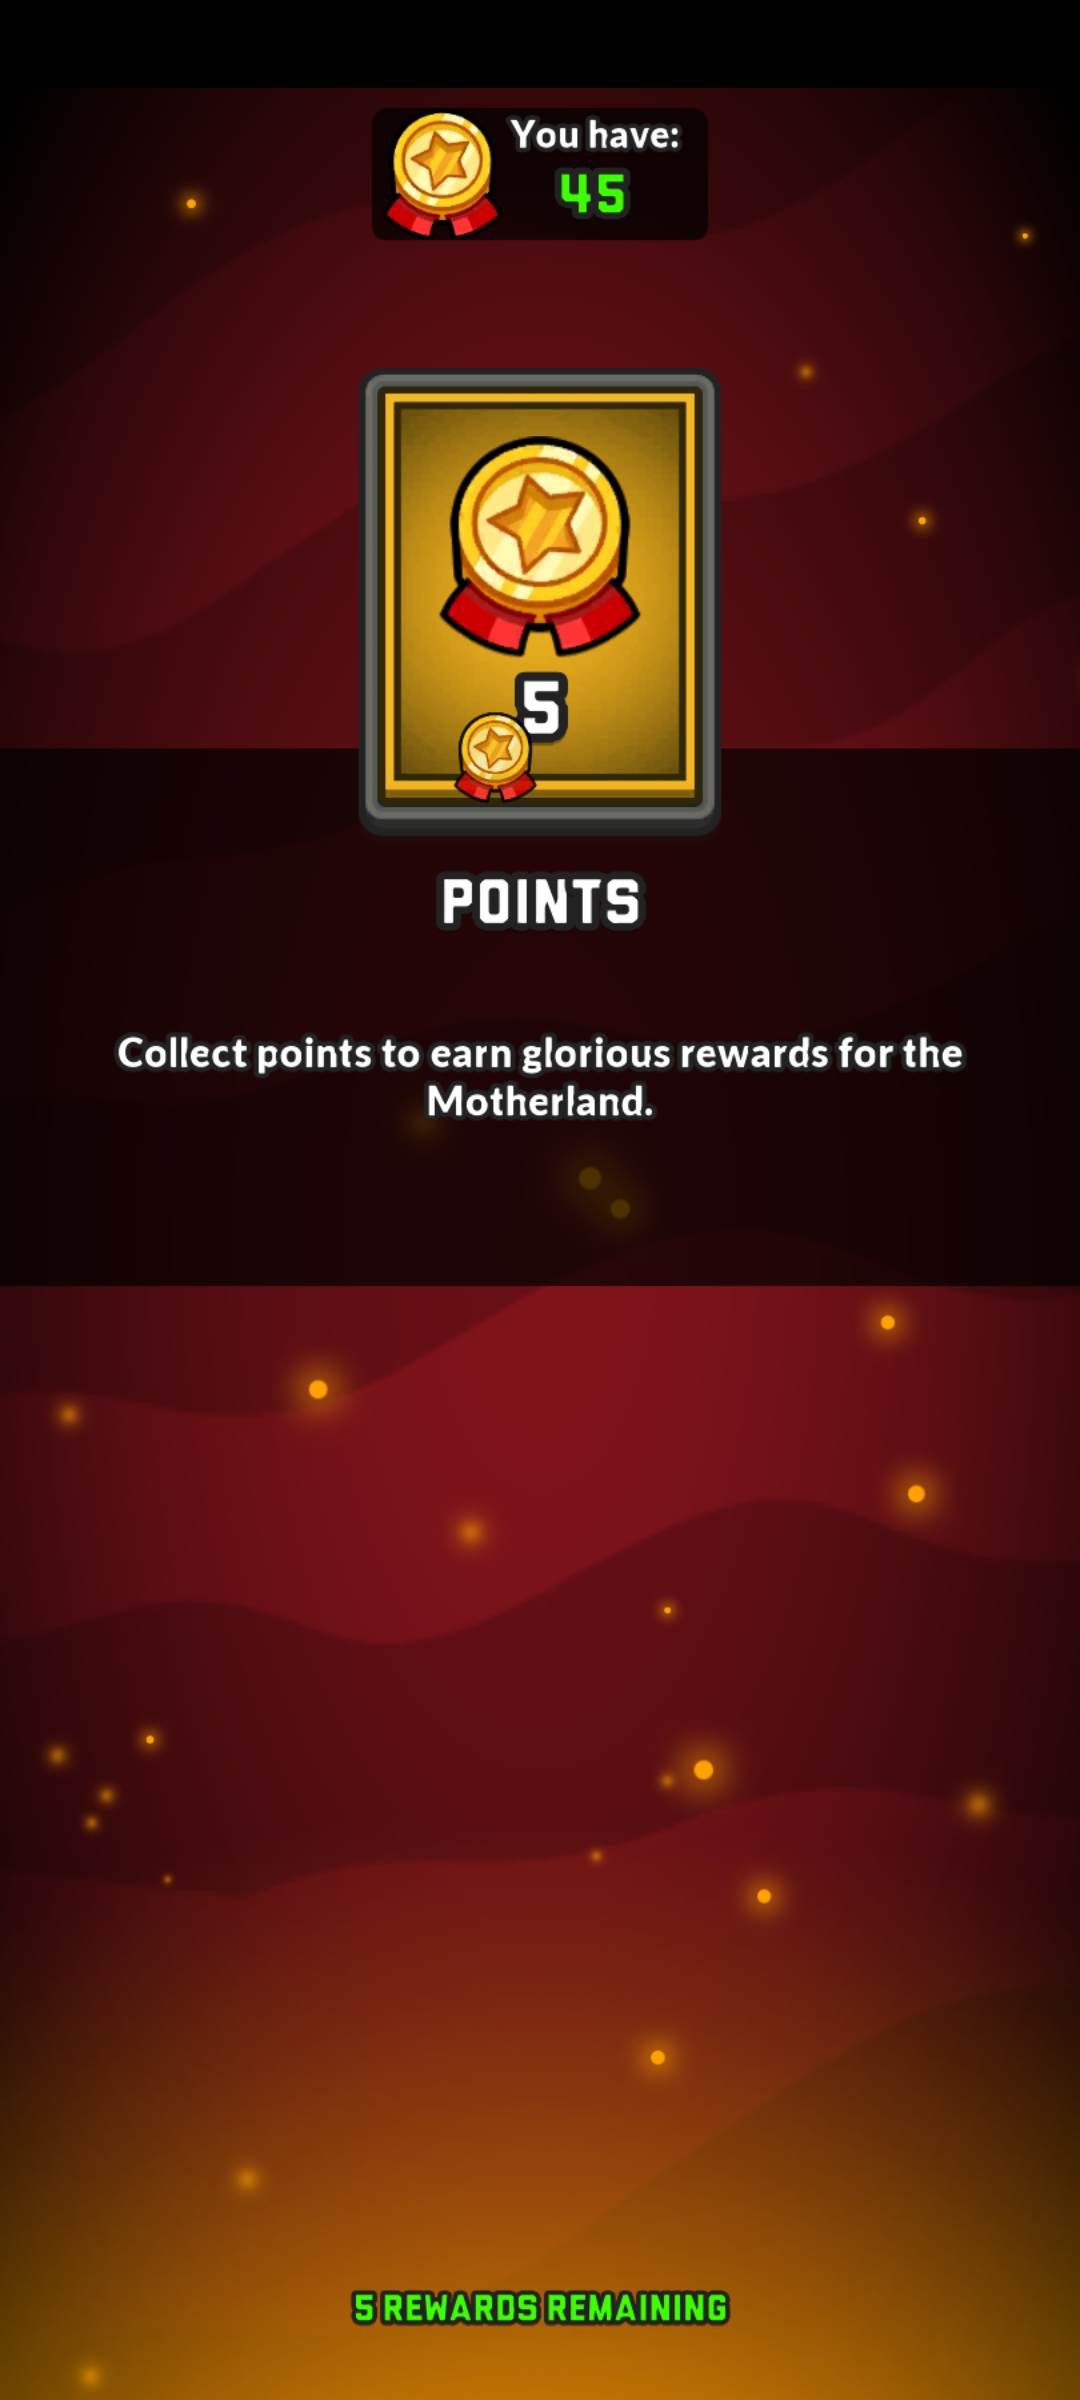 You have:
45
5
POINTS
Collect points to earn glorious rewards for the
Motherland.
5 REWARDS REMAINING